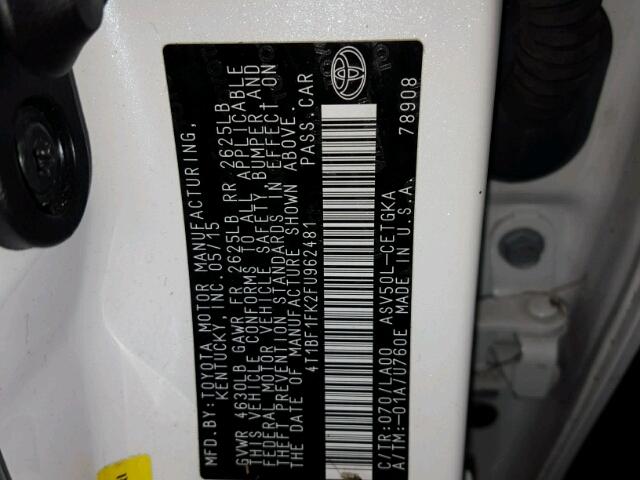 MFD.BY:TOYOTA MOTOR MANUFACTURING,
KENTUCKY, INC. 05/15
GVWR 4630LB GAWR FR 2625LB RR 2625LB
THIS VEHICLE CONFORMS TO ALL APPLICABLE
FEDERAL MOTOR VEHICLE SAFETY, BUMPER, AND
THEFT PREVENTION STANDARDS IN EFFECT ON
THE DATE OF MANUFACTURE SHOWN ABOVE.
4T1BF1FK2FU962481 PASS.CAR
78908
C/TR:070/LA00 ASV50L-CETGKA
A/TM:-01A/U760E MADE IN U.S.A.